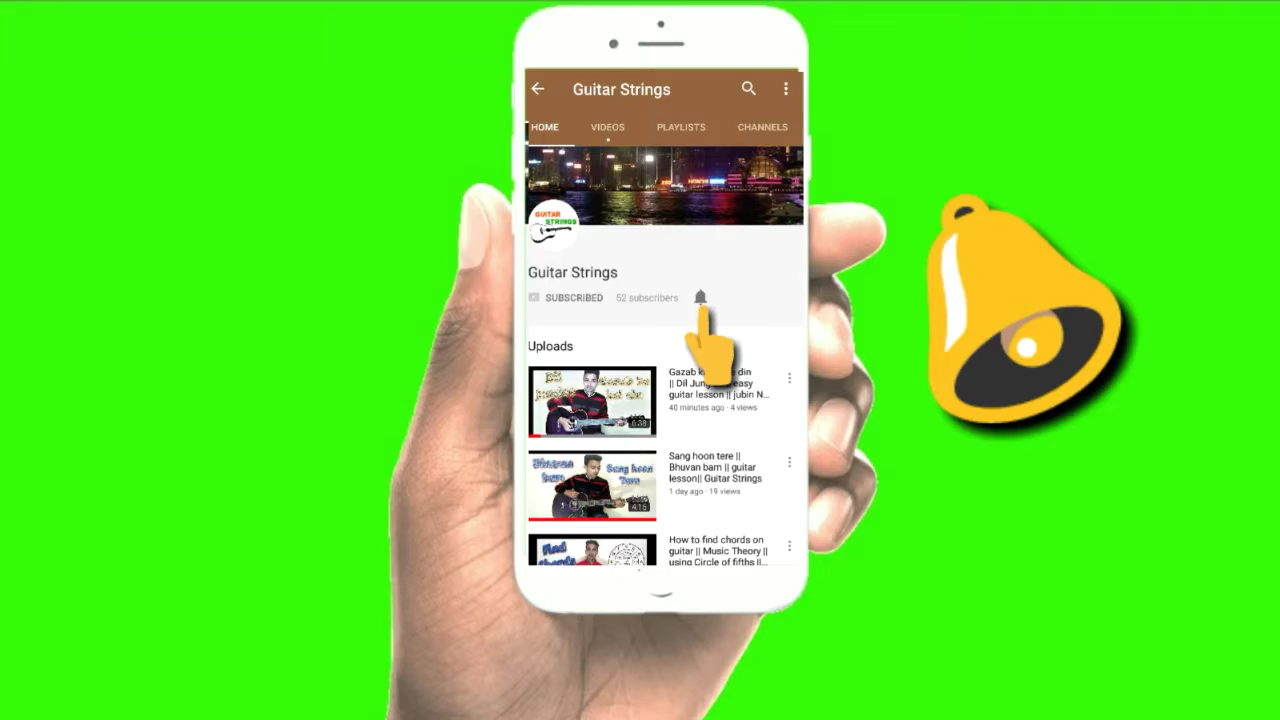 Guitar Strings
HOME VIDEOS PLAYLISTS CHANNELS
GUITAR
STRINGS
Guitar Strings
SUBSCRIBED 52 subscribers
Uploads
din
|| Dil Jun easy
guitar lesson || jubin N...
40 minutes ago · 4 views
6:38
Sang hoon tere ||
Bhuvan bam || guitar
lesson|| Guitar Strings
1 day ago · 19 views
Bhuvan
bam
Sang hoon
Tere
4:15
How to find chords on
guitar || Music Theory ||
using Circle of fifths ||...
Find
chords